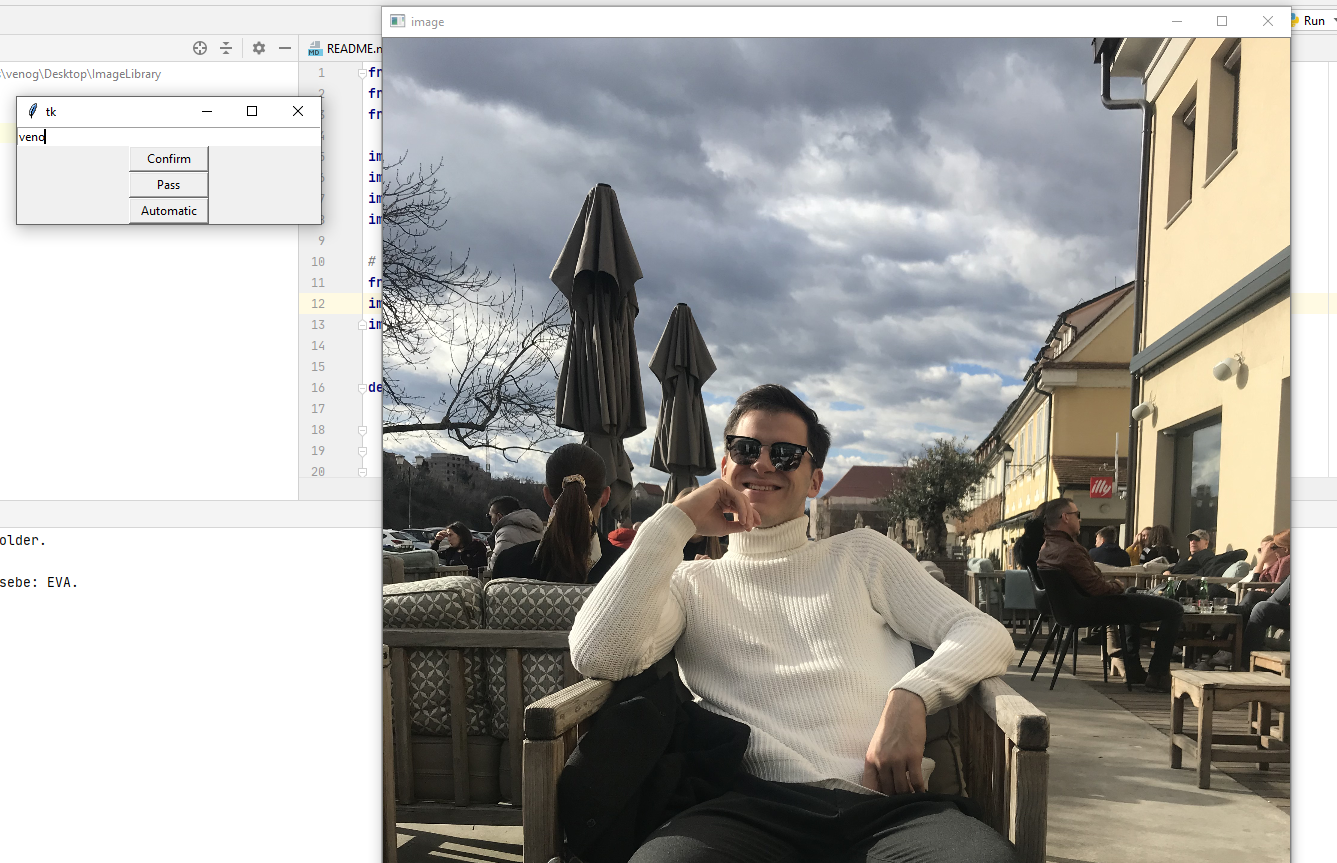 image
Run
README.n
\venog\Desktop\ImageLibrary
tk
veno
Confirm
Pass
Automatic
1 fr
2 fr
3 fr
4
5 im
6 im
7 im
8 im
9
10 #
11 fr
12 im
13 im
14
15
16 de
17
18
19
20
older.
sebe: EVA.
illy